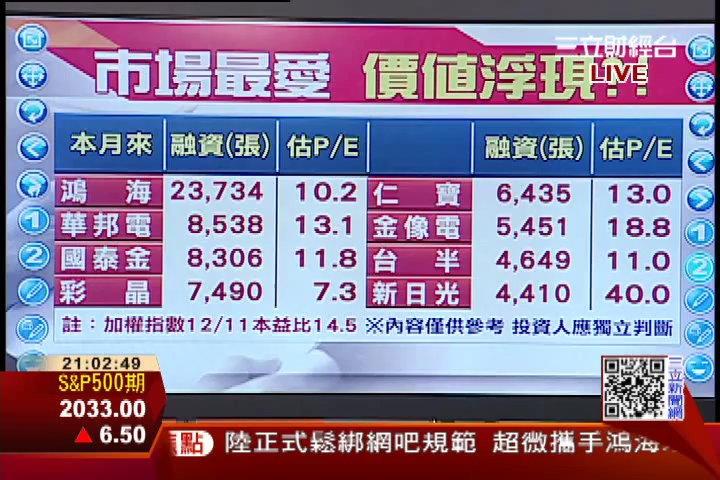 三立財經台
LIVE
市場最愛 價值浮現?!
本月來 融資(張) 估P/E 融資(張) 估P/E
鴻海 23,734 10.2 仁寶 6,435 13.0
華邦電 8,538 13.1 金像電 5,451 18.8
國泰金 8,306 11.8 台半 4,649 11.0
彩晶 7,490 7.3 新日光 4,410 40.0
註：加權指數12/11本益比14.5 ※內容僅供參考 投資人應獨立判斷
21:02:49
S&P500期
2033.00
▲ 6.50
三立新聞網
點 陸正式鬆綁網吧規範 超微攜手鴻海